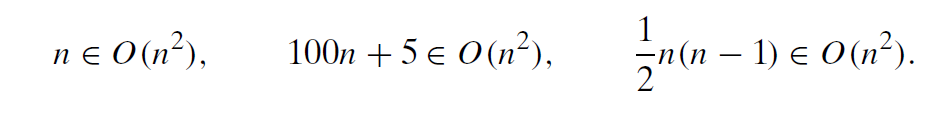 n ∈ O(n²), 100n + 5 ∈ O(n²), ½n(n − 1) ∈ O(n²).